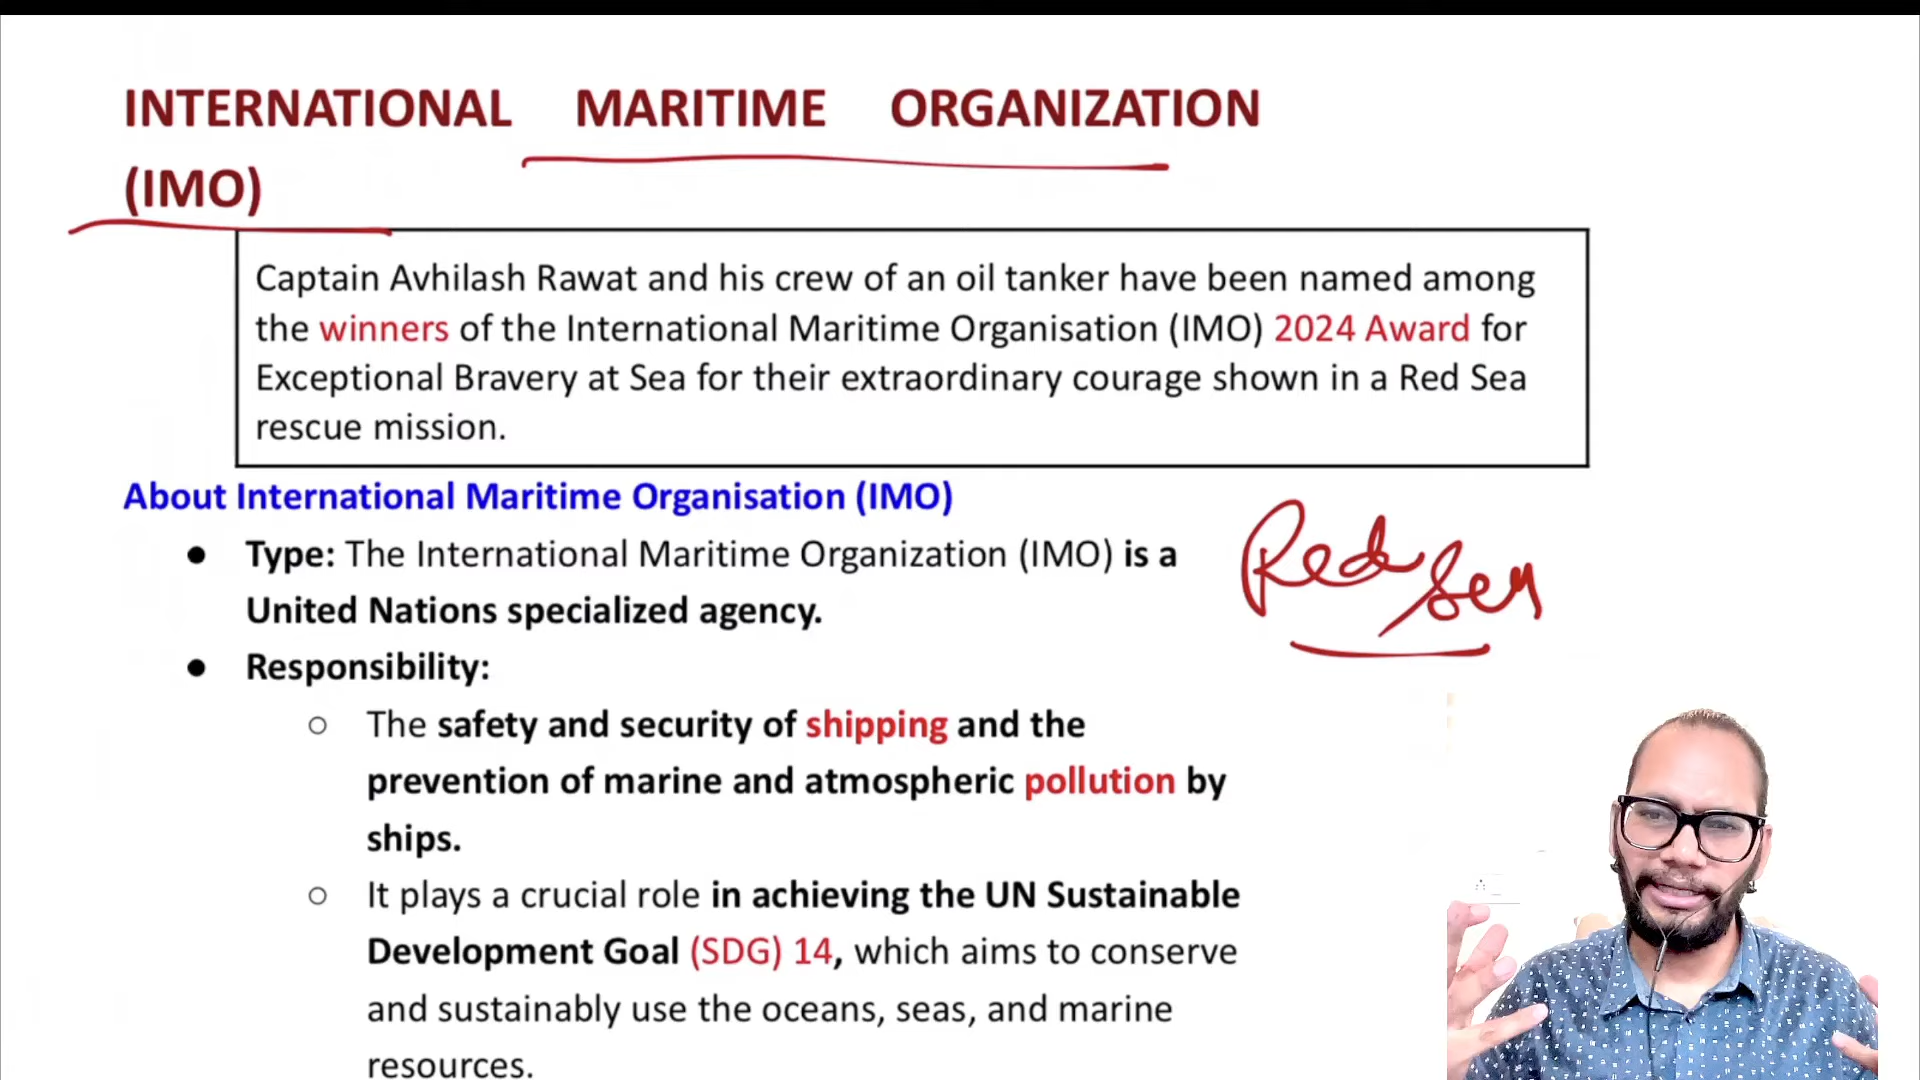 INTERNATIONAL MARITIME ORGANIZATION
(IMO)
Captain Avhilash Rawat and his crew of an oil tanker have been named among
the winners of the International Maritime Organisation (IMO) 2024 Award for
Exceptional Bravery at Sea for their extraordinary courage shown in a Red Sea
rescue mission.
About International Maritime Organisation (IMO)
● Type: The International Maritime Organization (IMO) is a
United Nations specialized agency.
Red Sea
● Responsibility:
○ The safety and security of shipping and the
prevention of marine and atmospheric pollution by
ships.
○ It plays a crucial role in achieving the UN Sustainable
Development Goal (SDG) 14, which aims to conserve
and sustainably use the oceans, seas, and marine
resources.